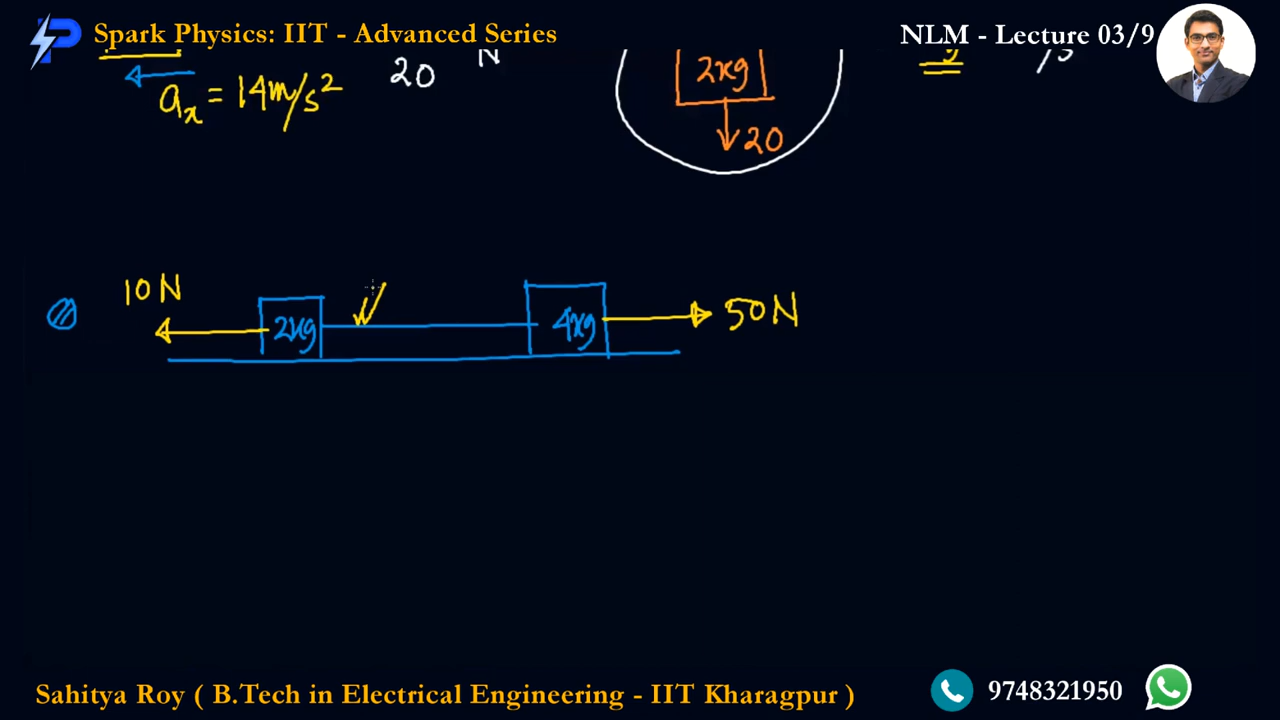 Spark Physics: IIT - Advanced Series
NLM - Lecture 03/9
aₓ = 14m/s²
20
N
2kg
20
10 N
2kg
4kg
50N
Sahitya Roy ( B.Tech in Electrical Engineering - IIT Kharagpur )
9748321950